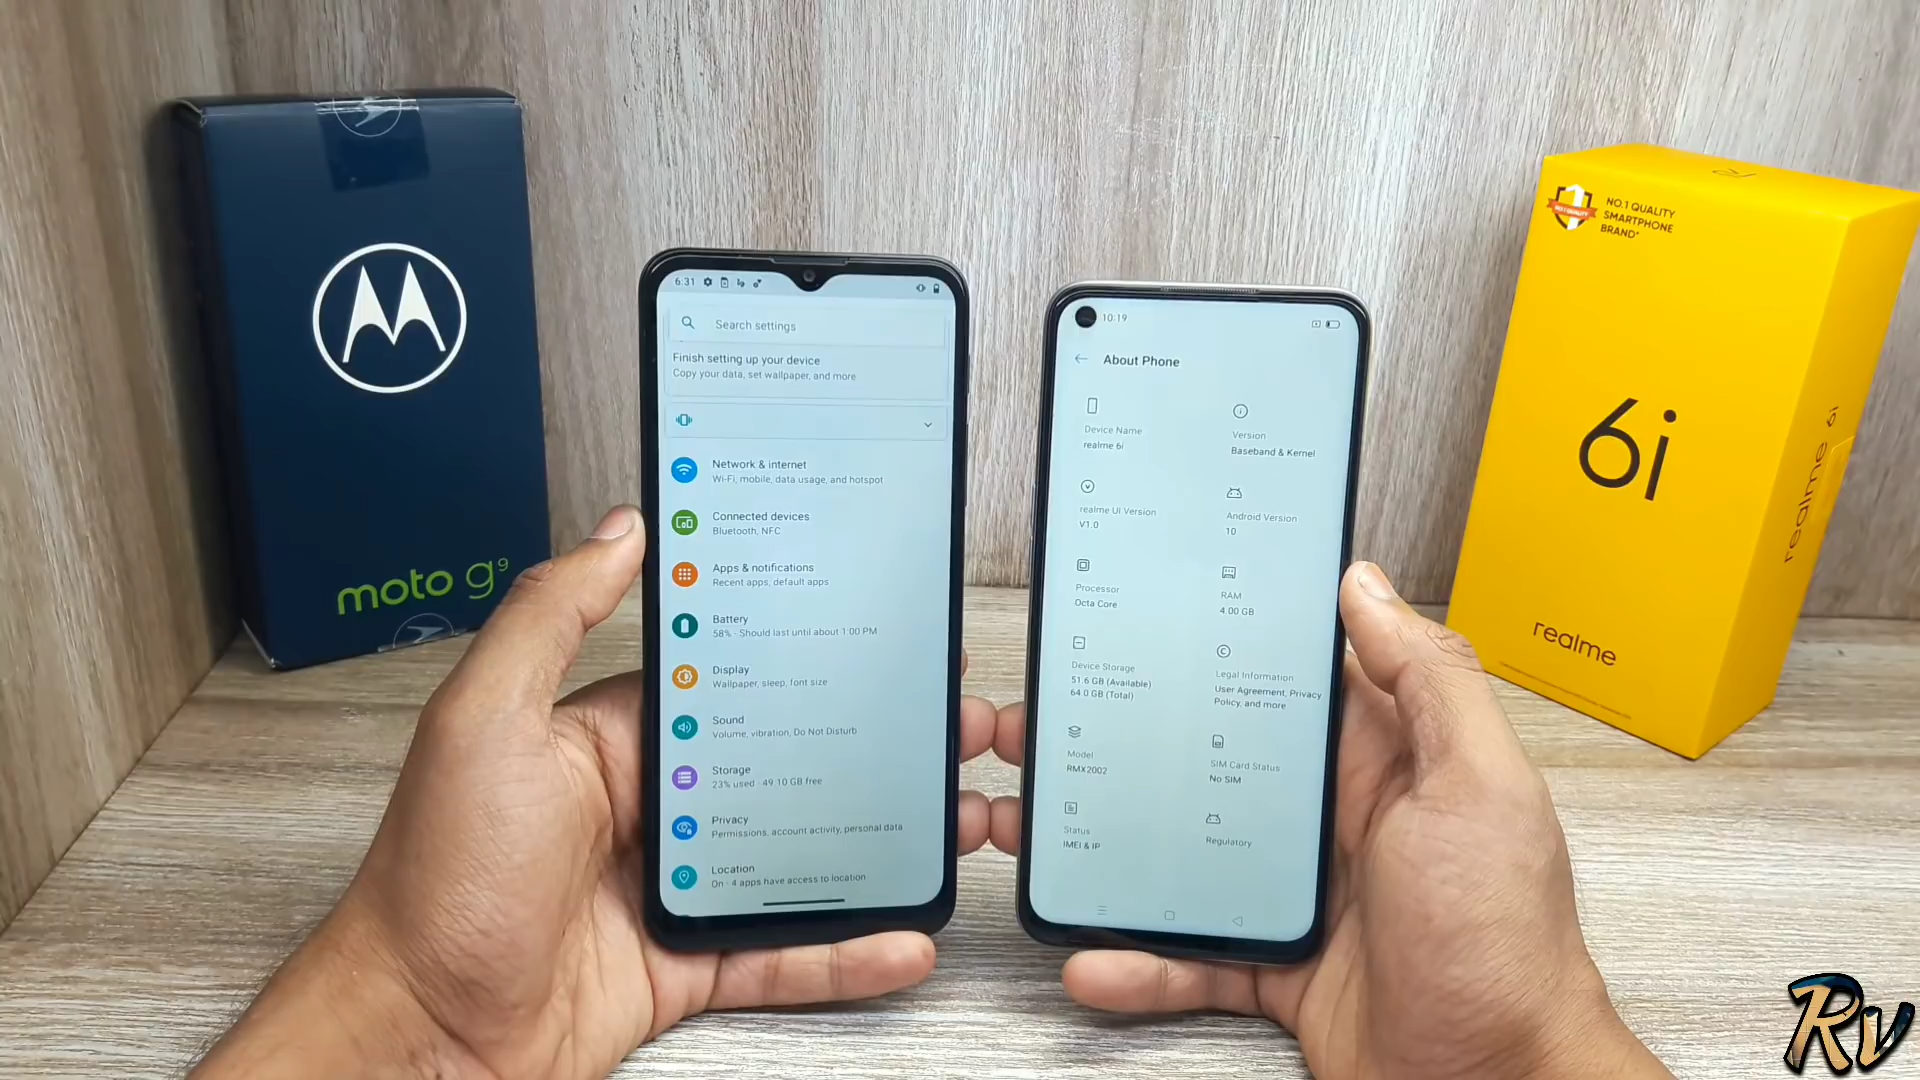 moto g⁹
6:31
Search settings
Finish setting up your device
Copy your data, set wallpaper, and more
Network & internet
Wi-Fi, mobile, data usage, and hotspot
Connected devices
Bluetooth, NFC
Apps & notifications
Recent apps, default apps
Battery
58% - Should last until about 1:00 PM
Display
Wallpaper, sleep, font size
Sound
Volume, vibration, Do Not Disturb
Storage
23% used - 49.10 GB free
Privacy
Permissions, account activity, personal data
Location
On - 4 apps have access to location
10:19
About Phone
Device Name
realme 6i
Version
Baseband & Kernel
realme UI Version
V1.0
Android Version
10
Processor
Octa Core
RAM
4.00 GB
Device Storage
51.6 GB (Available)
64.0 GB (Total)
Legal Information
User Agreement, Privacy
Policy, and more
Model
RMX2002
SIM Card Status
No SIM
Status
IMEI & IP
Regulatory
NO.1 QUALITY
SMARTPHONE
BRAND*
6i
realme
realme 6i
Rv